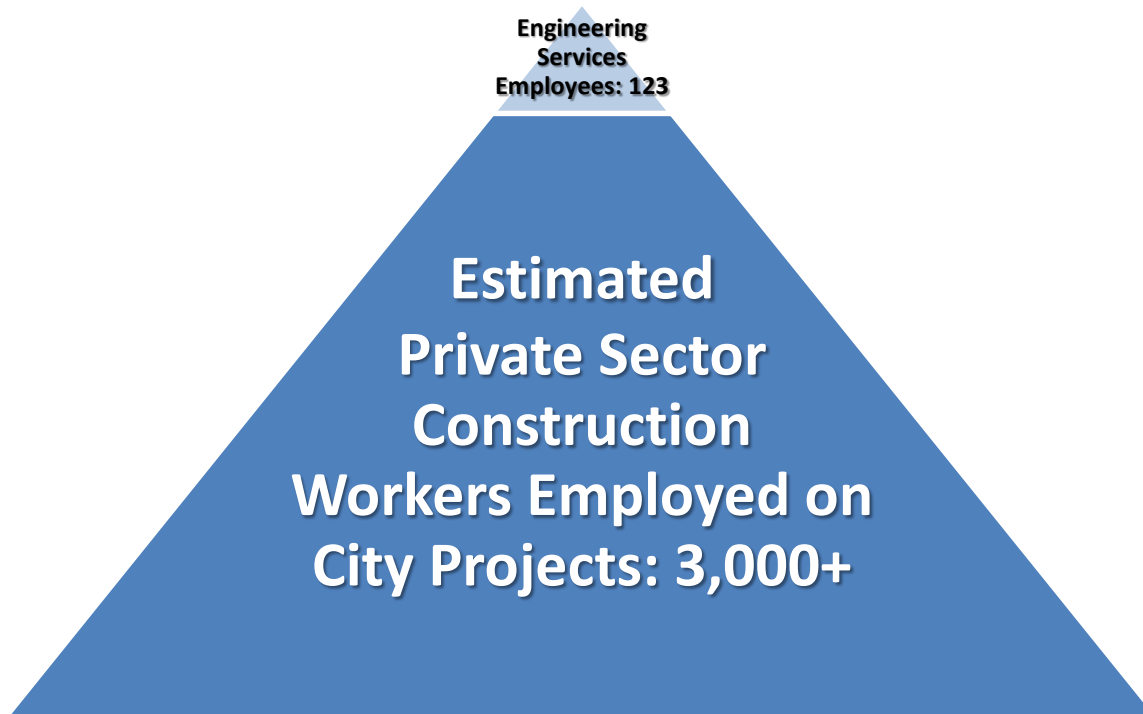 Engineering
Services
Employees: 123
Estimated
Private Sector
Construction
Workers Employed on
City Projects: 3,000+